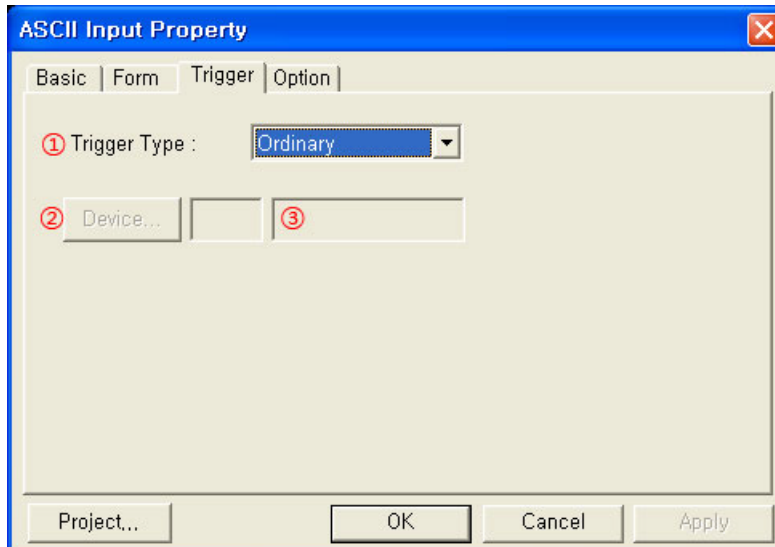 ASCII Input Property
Basic Form Trigger Option
① Trigger Type : Ordinary
② Device... ③
Project... OK Cancel Apply